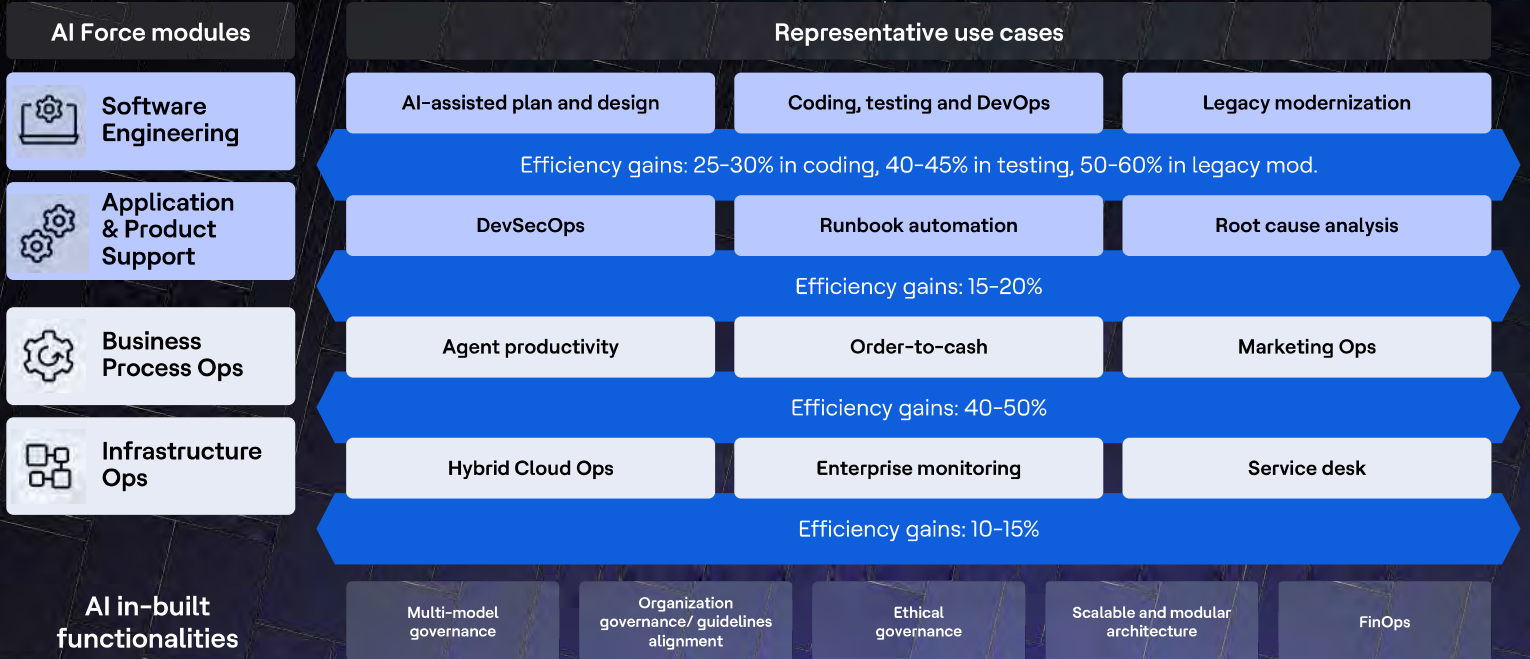 AI Force modules
Representative use cases
Software
Engineering
AI-assisted plan and design
Coding, testing and DevOps
Legacy modernization
Efficiency gains: 25-30% in coding, 40-45% in testing, 50-60% in legacy mod.
Application
& Product
Support
DevSecOps
Runbook automation
Root cause analysis
Efficiency gains: 15-20%
Business
Process Ops
Agent productivity
Order-to-cash
Marketing Ops
Efficiency gains: 40-50%
Infrastructure
Ops
Hybrid Cloud Ops
Enterprise monitoring
Service desk
Efficiency gains: 10-15%
AI in-built
functionalities
Multi-model
governance
Organization
governance/ guidelines
alignment
Ethical
governance
Scalable and modular
architecture
FinOps